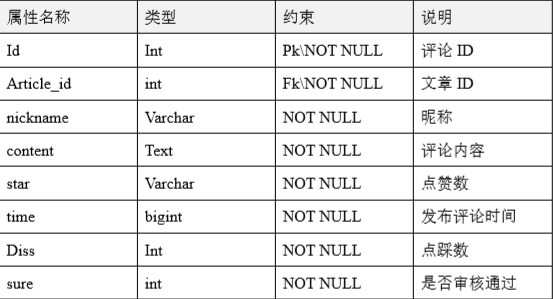 属性名称 类型 约束 说明
Id Int Pk\NOT NULL 评论 ID
Article_id int Fk\NOT NULL 文章 ID
nickname Varchar NOT NULL 昵称
content Text NOT NULL 评论内容
star Varchar NOT NULL 点赞数
time bigint NOT NULL 发布评论时间
Diss Int NOT NULL 点踩数
sure int NOT NULL 是否审核通过